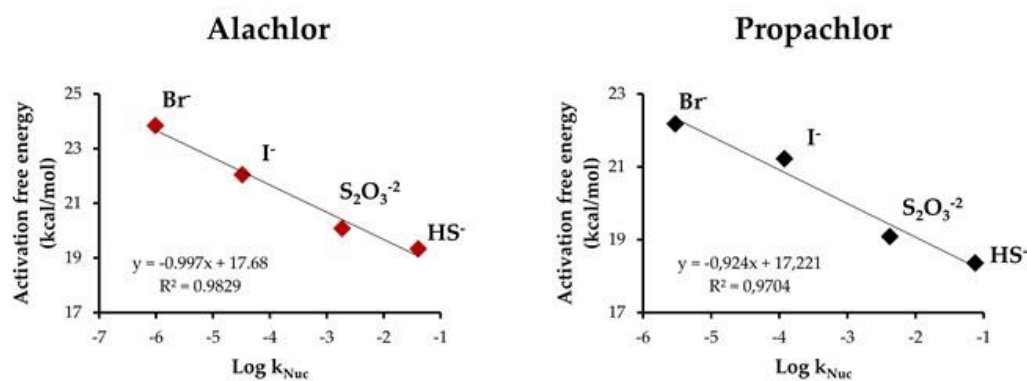 Alachlor
Activation free energy
(kcal/mol)
25
23
21
19
17
Br-
I-
S2O3-2
HS-
y = -0.997x + 17.68
R² = 0.9829
-7 -6 -5 -4 -3 -2 -1
Log kNuc
Propachlor
Activation free energy
(kcal/mol)
23
21
19
17
Br-
I-
S2O3-2
HS-
y = -0,924x + 17,221
R² = 0,9704
-6 -5 -4 -3 -2 -1
Log kNuc